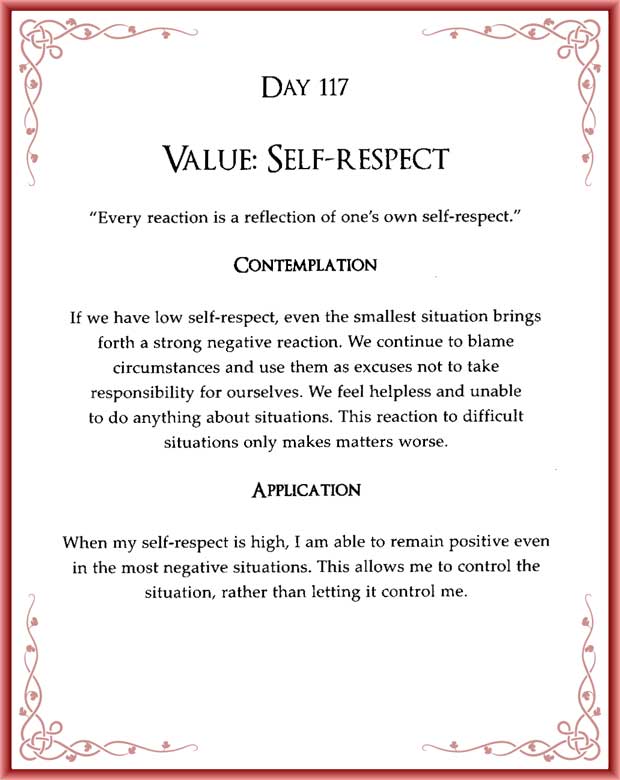 DAY 117
VALUE: SELF-RESPECT
“Every reaction is a reflection of one’s own self-respect.”
CONTEMPLATION
If we have low self-respect, even the smallest situation brings
forth a strong negative reaction. We continue to blame
circumstances and use them as excuses not to take
responsibility for ourselves. We feel helpless and unable
to do anything about situations. This reaction to difficult
situations only makes matters worse.
APPLICATION
When my self-respect is high, I am able to remain positive even
in the most negative situations. This allows me to control the
situation, rather than letting it control me.